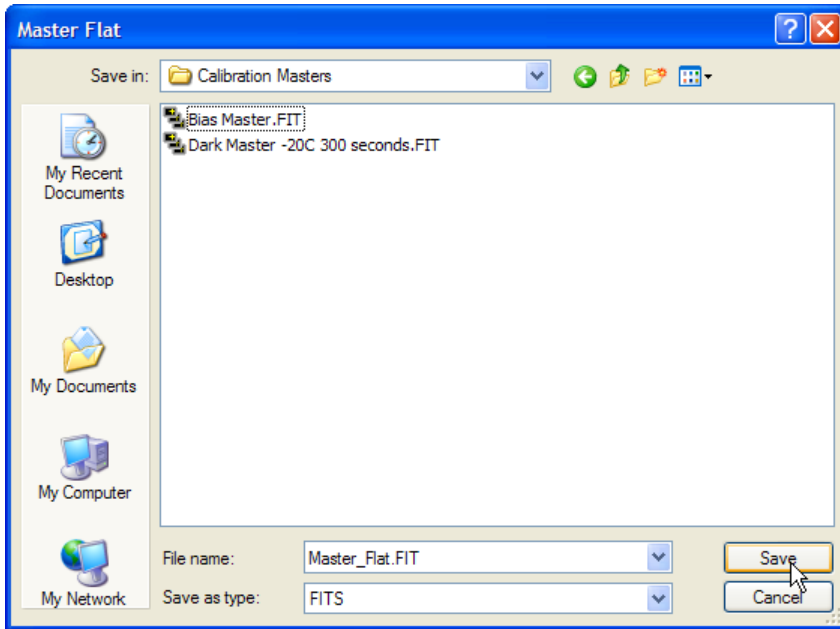 Master Flat
Save in: Calibration Masters
My Recent
Documents
Desktop
My Documents
My Computer
My Network
Bias Master.FIT
Dark Master -20C 300 seconds.FIT
File name: Master_Flat.FIT
Save
Save as type: FITS
Cancel